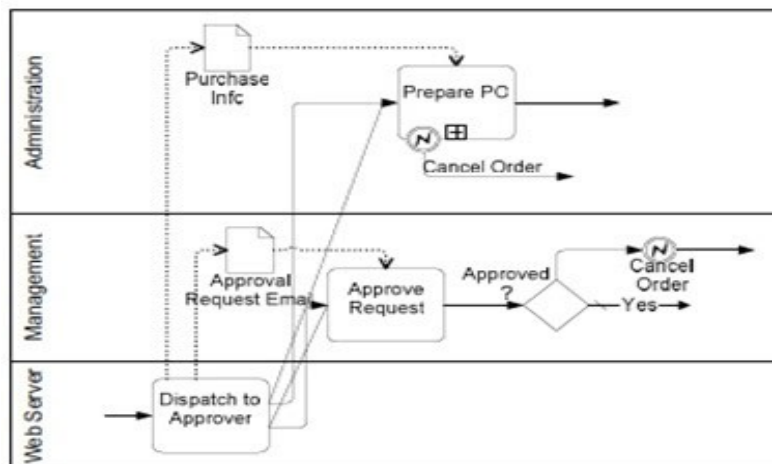 Administration
Purchase
Info
Prepare PC
Cancel Order
Management
Approval
Request Emai
Approve
Request
Approved
?
Cancel
Order
Yes
Web Server
Dispatch to
Approver